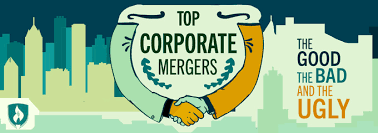 TOP
CORPORATE
MERGERS
THE
GOOD
THE BAD
AND THE
UGLY